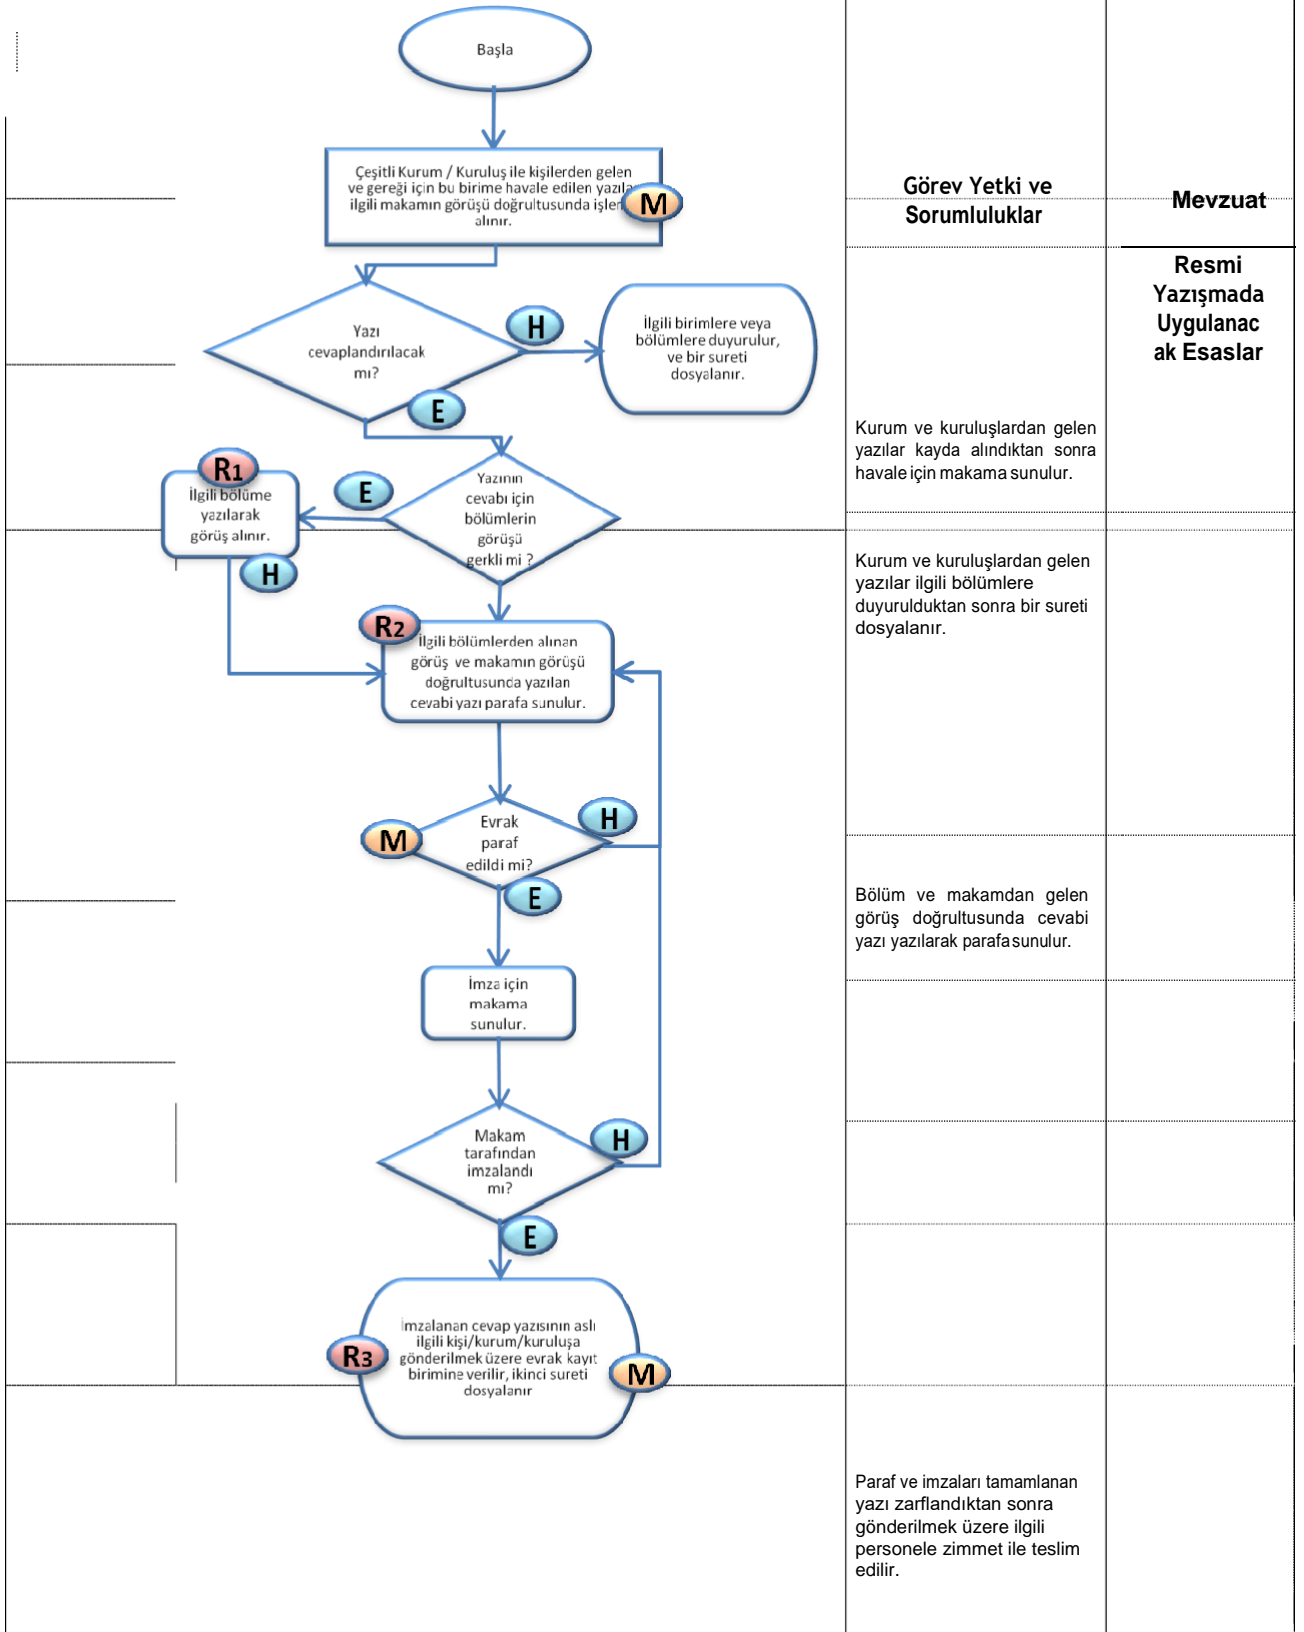 Başla
Çeşitli Kurum / Kuruluş ile kişilerden gelen
ve gereği için bu birime havale edilen
ilgili makamın görüşü doğrultusunda
alınır.
M
Görev Yetki ve
Sorumluluklar
Mevzuat
Resmi
Yazışmada
Uygulanac
ak Esaslar
Yazı
cevaplandırılacak
mı?
H
İlgili birimlere veya
bölümlere duyurulur,
ve bir sureti
dosyalanır.
E
Kurum ve kuruluşlardan gelen
yazılar kayda alındıktan sonra
havale için makama sunulur.
R1
İlgili bölüme
yazılarak
görüş alınır.
E
Yazının
cevabı için
bölümlerin
görüşü
gerkli mi ?
H
Kurum ve kuruluşlardan gelen
yazılar ilgili bölümlere
duyurulduktan sonra bir sureti
dosyalanır.
R2
İlgili bölümlerden alınan
görüş ve makamın görüşü
doğrultusunda yazılan
cevabi yazı parafa sunulur.
M
Evrak
paraf
edildi mi?
H
E
Bölüm ve makamdan gelen
görüş doğrultusunda cevabi
yazı yazılarak parafa sunulur.
İmza için
makama
sunulur.
Makam
tarafından
imzalandı
mı?
H
E
R3
İmzalanan cevap yazısının aslı
ilgili kişi/kurum/kuruluşa
gönderilmek üzere evrak kayıt
birimine verilir, ikinci sureti
dosyalanır
M
Paraf ve imzaları tamamlanan
yazı zarflandıktan sonra
gönderilmek üzere ilgili
personele zimmet ile teslim
edilir.